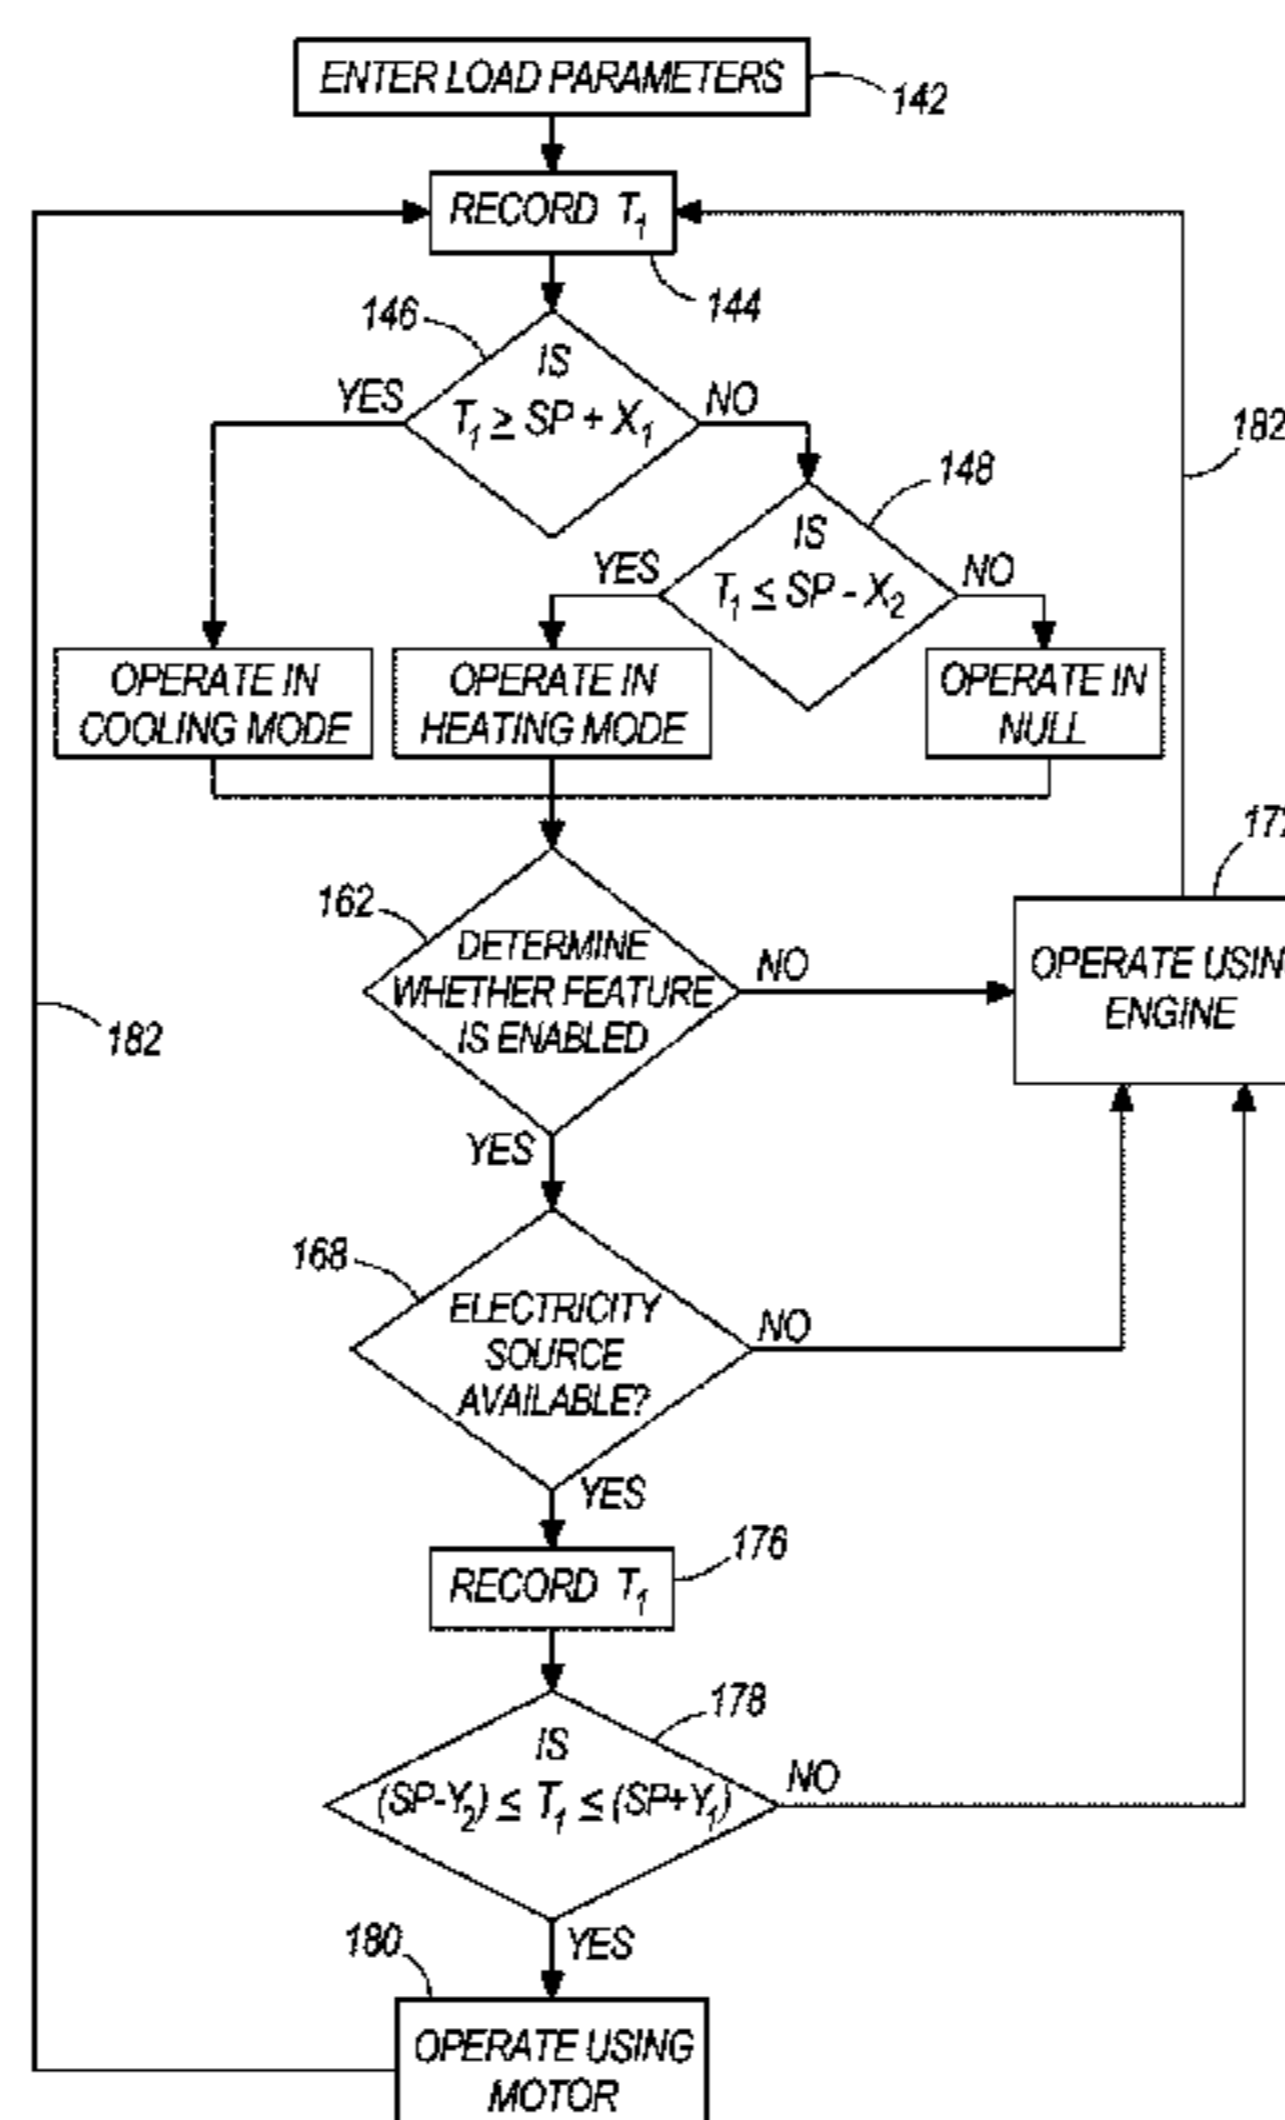 ENTER LOAD PARAMETERS
142
RECORD T₁
144
146
IS
T₁ ≥ SP + X₁
YES
NO
182
148
IS
T₁ ≤ SP - X₂
YES
NO
OPERATE IN
COOLING MODE
OPERATE IN
HEATING MODE
OPERATE IN
NULL
162
DETERMINE
WHETHER FEATURE
IS ENABLED
NO
YES
OPERATE USIN
ENGINE
182
168
ELECTRICITY
SOURCE
AVAILABLE?
NO
YES
RECORD T₁
176
178
IS
(SP-Y₂) ≤ T₁ ≤ (SP+Y₁)
NO
YES
180
OPERATE USING
MOTOR